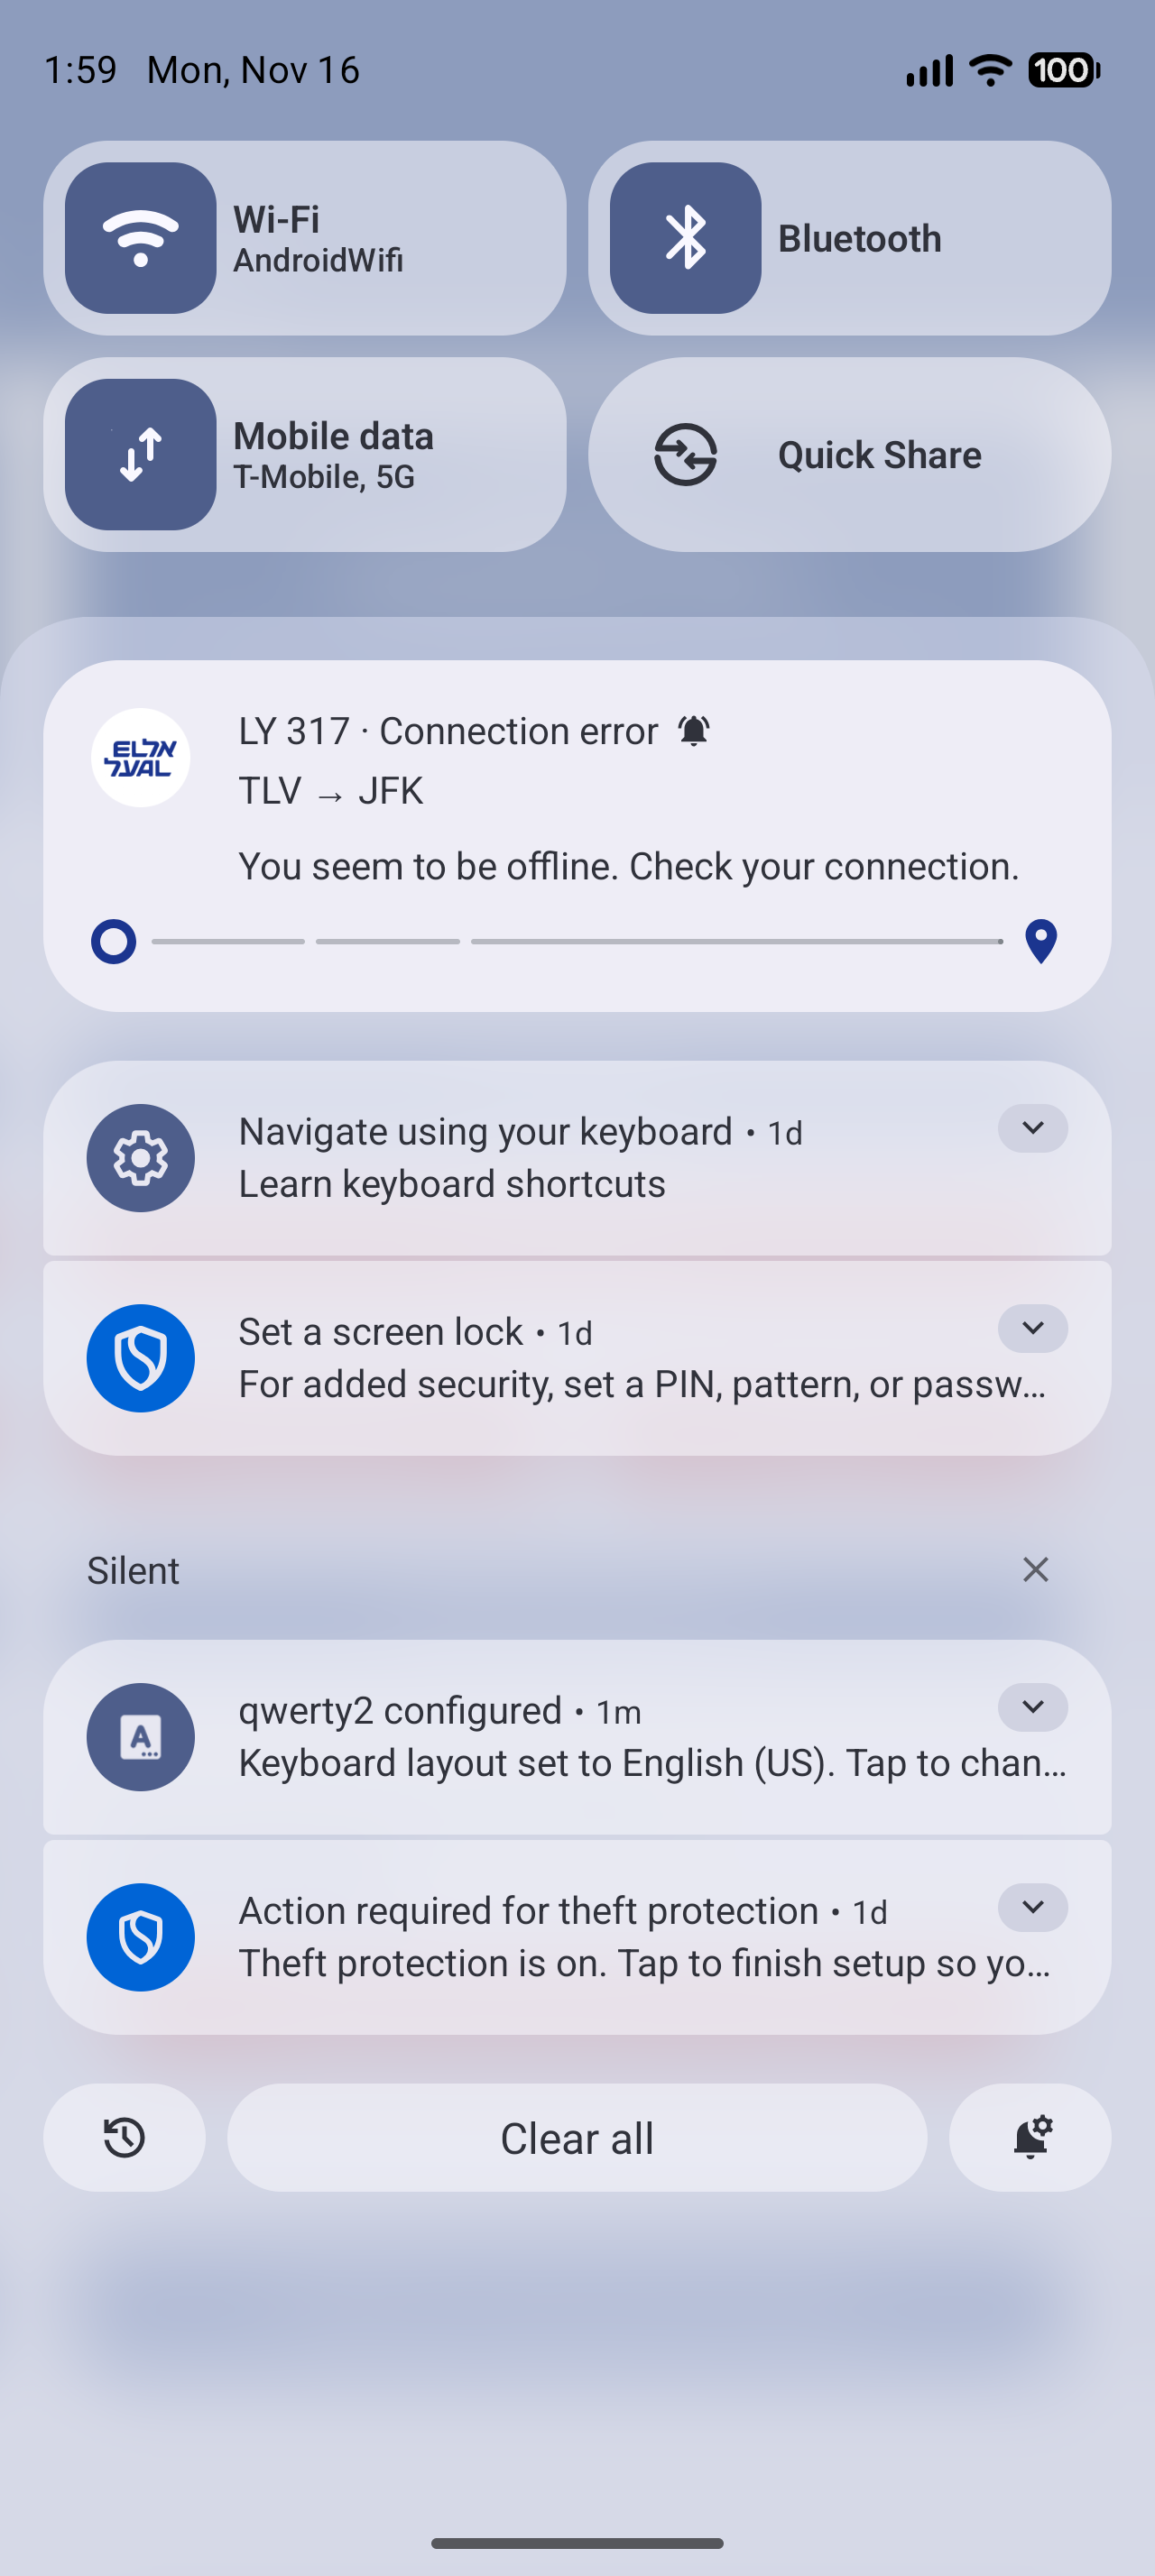 1:59 Mon, Nov 16
100
Wi-Fi
AndroidWifi
Bluetooth
Mobile data
T-Mobile, 5G
Quick Share
ELאל
יAלעל
LY 317 · Connection error
TLV → JFK
You seem to be offline. Check your connection.
Navigate using your keyboard • 1d
Learn keyboard shortcuts
Set a screen lock • 1d
For added security, set a PIN, pattern, or passw…
Silent
qwerty2 configured • 1m
Keyboard layout set to English (US). Tap to chan…
Action required for theft protection • 1d
Theft protection is on. Tap to finish setup so yo…
Clear all